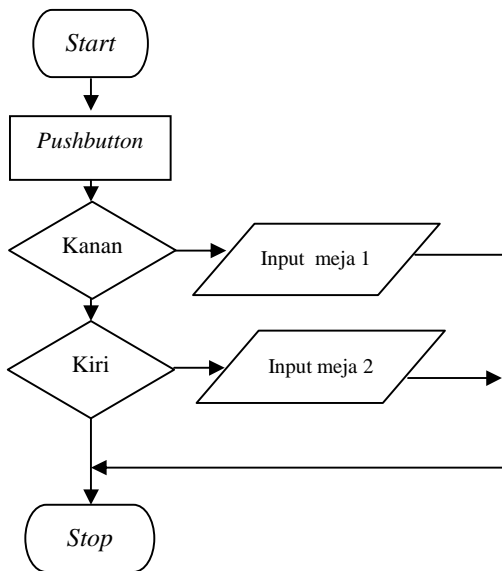 Start
Pushbutton
Kanan
Input meja 1
Kiri
Input meja 2
Stop